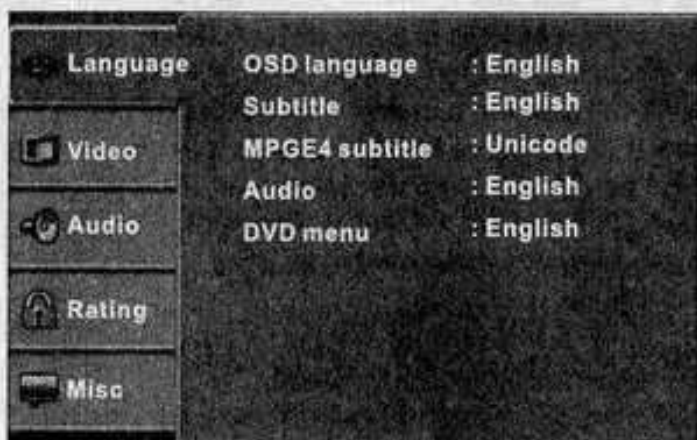 Language
Video
Audio
Rating
Misc
OSD language : English
Subtitle : English
MPGE4 subtitle : Unicode
Audio : English
DVD menu : English